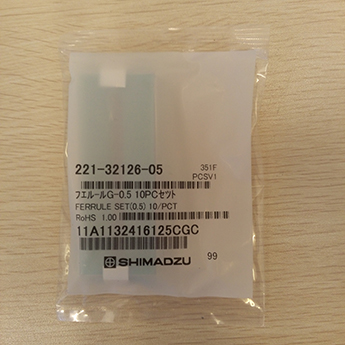 221-32126-05 351F
PCSV1
フエルールG-0.5 10PCセット
FERRULE SET(0.5) 10/PCT
RoHS 1.00
11A1132416125CGC
SHIMADZU 99